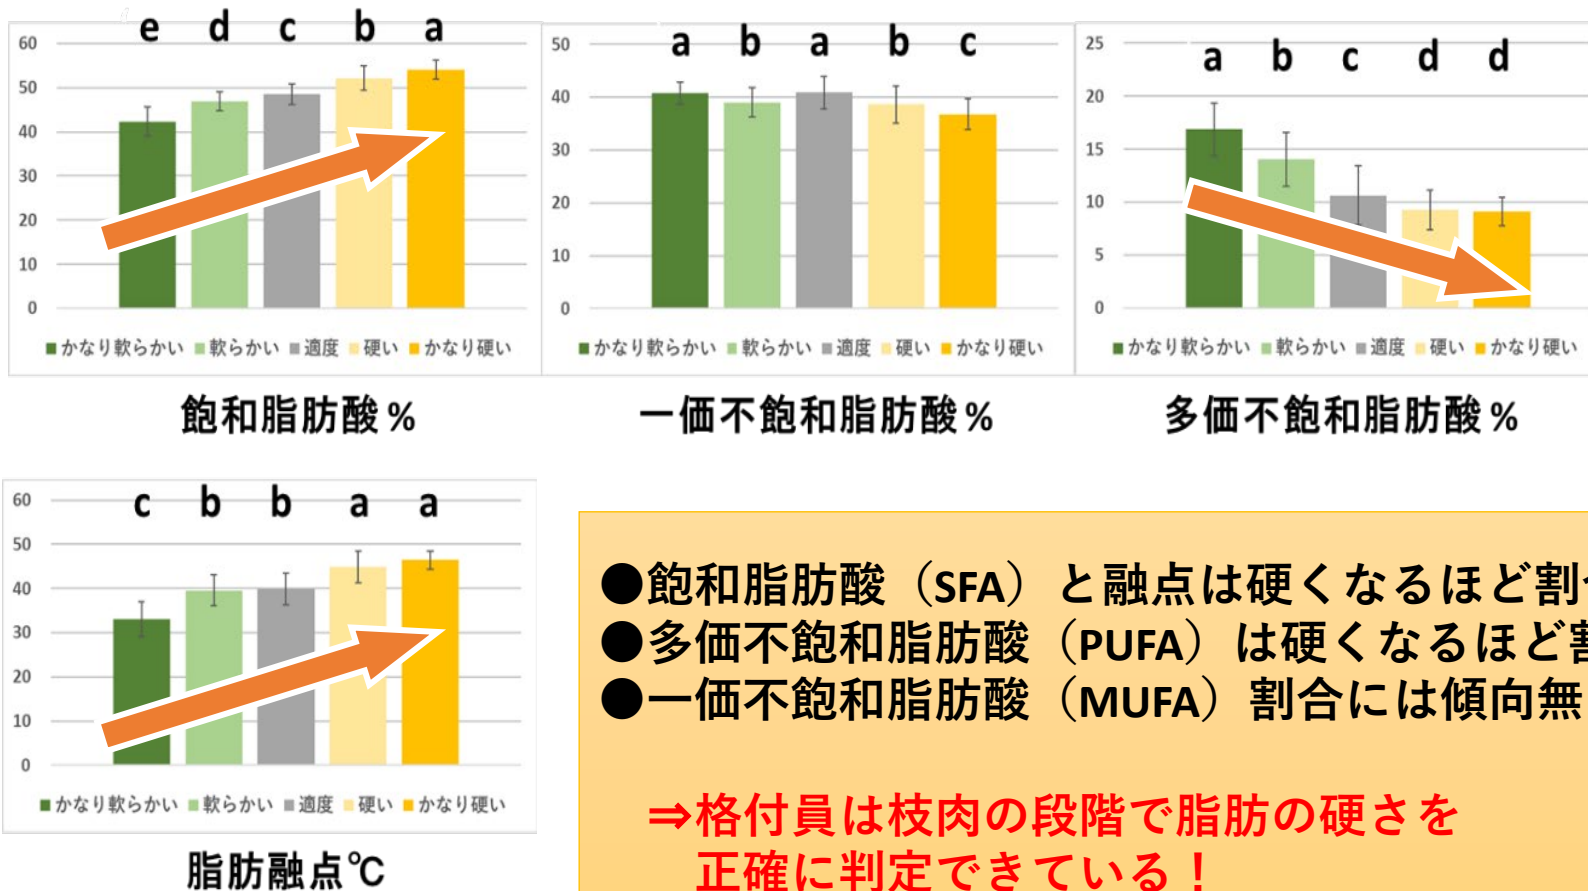 e d c b a
60
50
40
30
20
10
0
■かなり軟らかい ■軟らかい ■適度 ■硬い ■かなり硬い
飽和脂肪酸%
a b a b c
50
40
30
20
10
0
■かなり軟らかい ■軟らかい ■適度 ■硬い ■かなり硬い
一価不飽和脂肪酸%
a b c d d
25
20
15
10
5
0
■かなり軟らかい ■軟らかい ■適度 ■硬い ■かなり硬い
多価不飽和脂肪酸%
c b b a a
60
50
40
30
20
10
0
■かなり軟らかい ■軟らかい ■適度 ■硬い ■かなり硬い
脂肪融点℃
●飽和脂肪酸（SFA）と融点は硬くなるほど割
●多価不飽和脂肪酸（PUFA）は硬くなるほど
●一価不飽和脂肪酸（MUFA）割合には傾向無
⇒格付員は枝肉の段階で脂肪の硬さを
正確に判定できている！